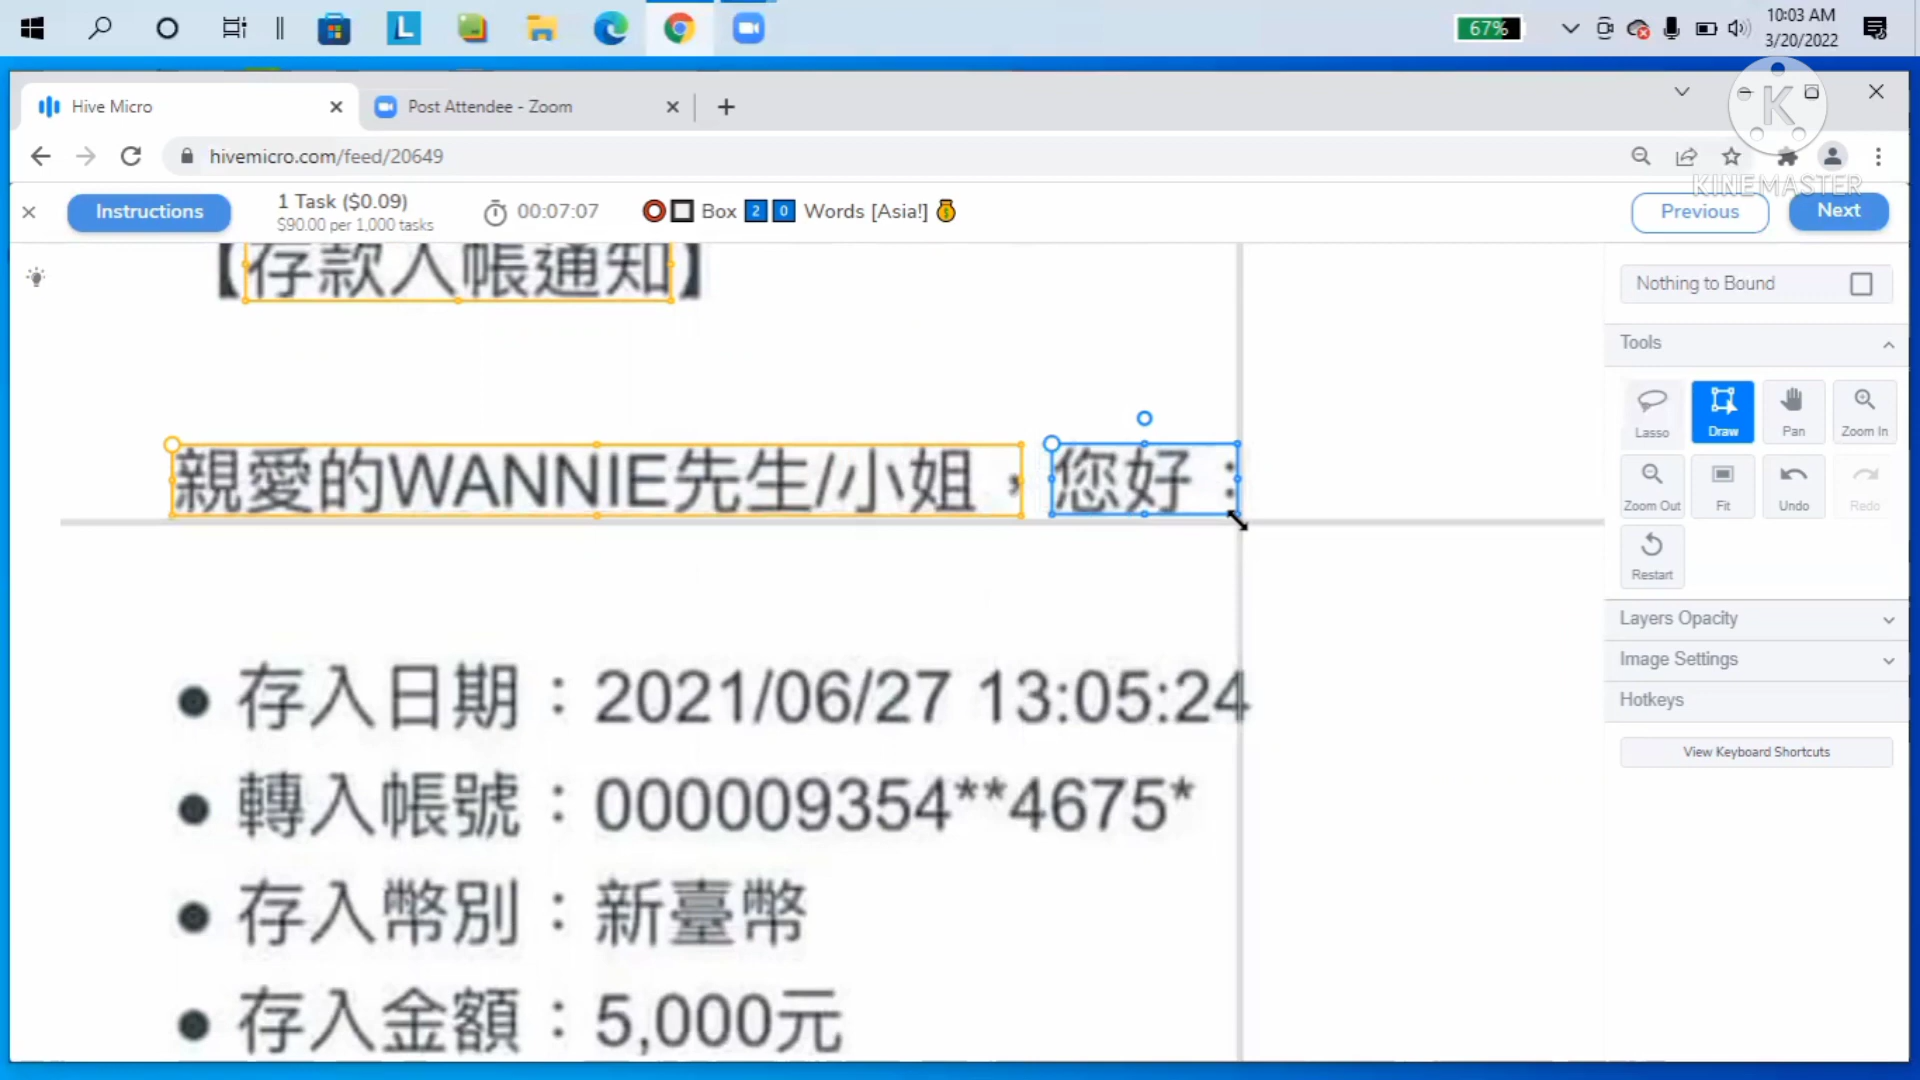 67%
10:03 AM
3/20/2022
Hive Micro
Post Attendee - Zoom
hivemicro.com/feed/20649
K
KINEMASTER
Instructions
1 Task ($0.09)
$90.00 per 1,000 tasks
00:07:07
Box 2 0 Words [Asia!]
Previous
Next
【存款入帳通知】
親愛的WANNIE先生/小姐，您好：
● 存入日期：2021/06/27 13:05:24
● 轉入帳號：000009354**4675*
● 存入幣別：新臺幣
● 存入金額：5,000元
Nothing to Bound
Tools
Lasso
Draw
Pan
Zoom In
Zoom Out
Fit
Undo
Redo
Restart
Layers Opacity
Image Settings
Hotkeys
View Keyboard Shortcuts